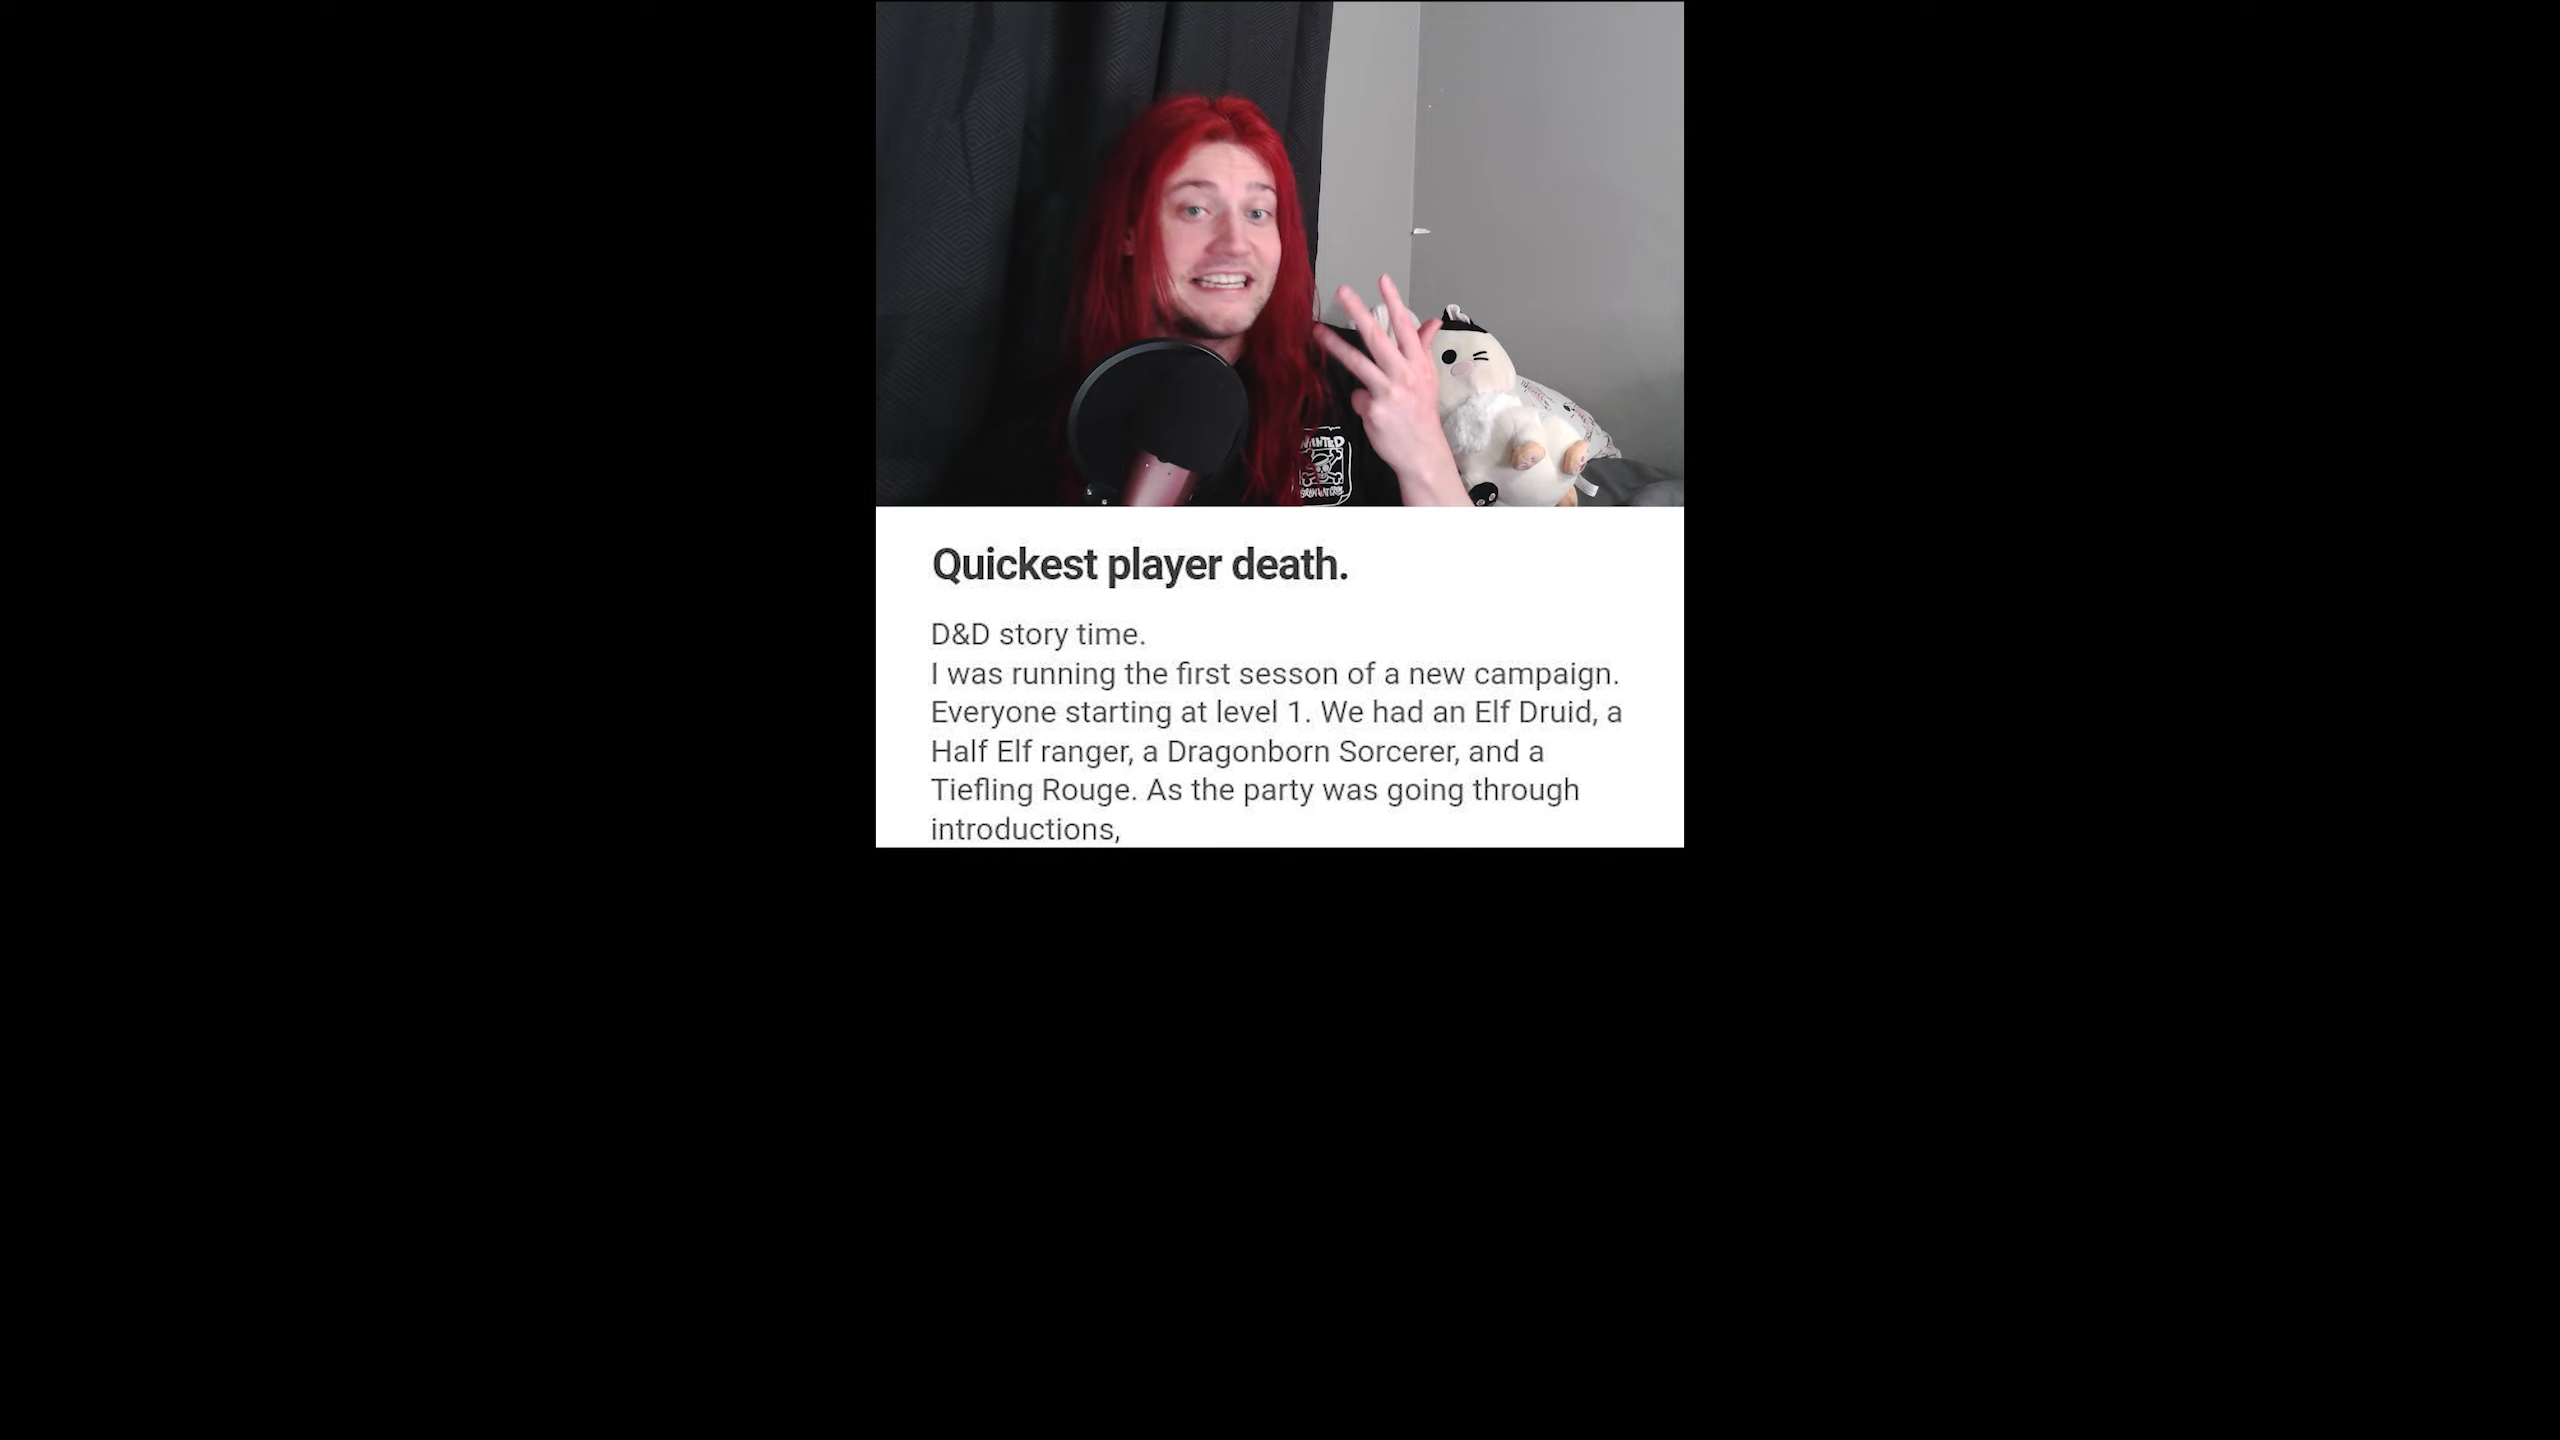 WANTED
Quickest player death.
D&D story time.
I was running the first sesson of a new campaign.
Everyone starting at level 1. We had an Elf Druid, a
Half Elf ranger, a Dragonborn Sorcerer, and a
Tiefling Rouge. As the party was going through
introductions,